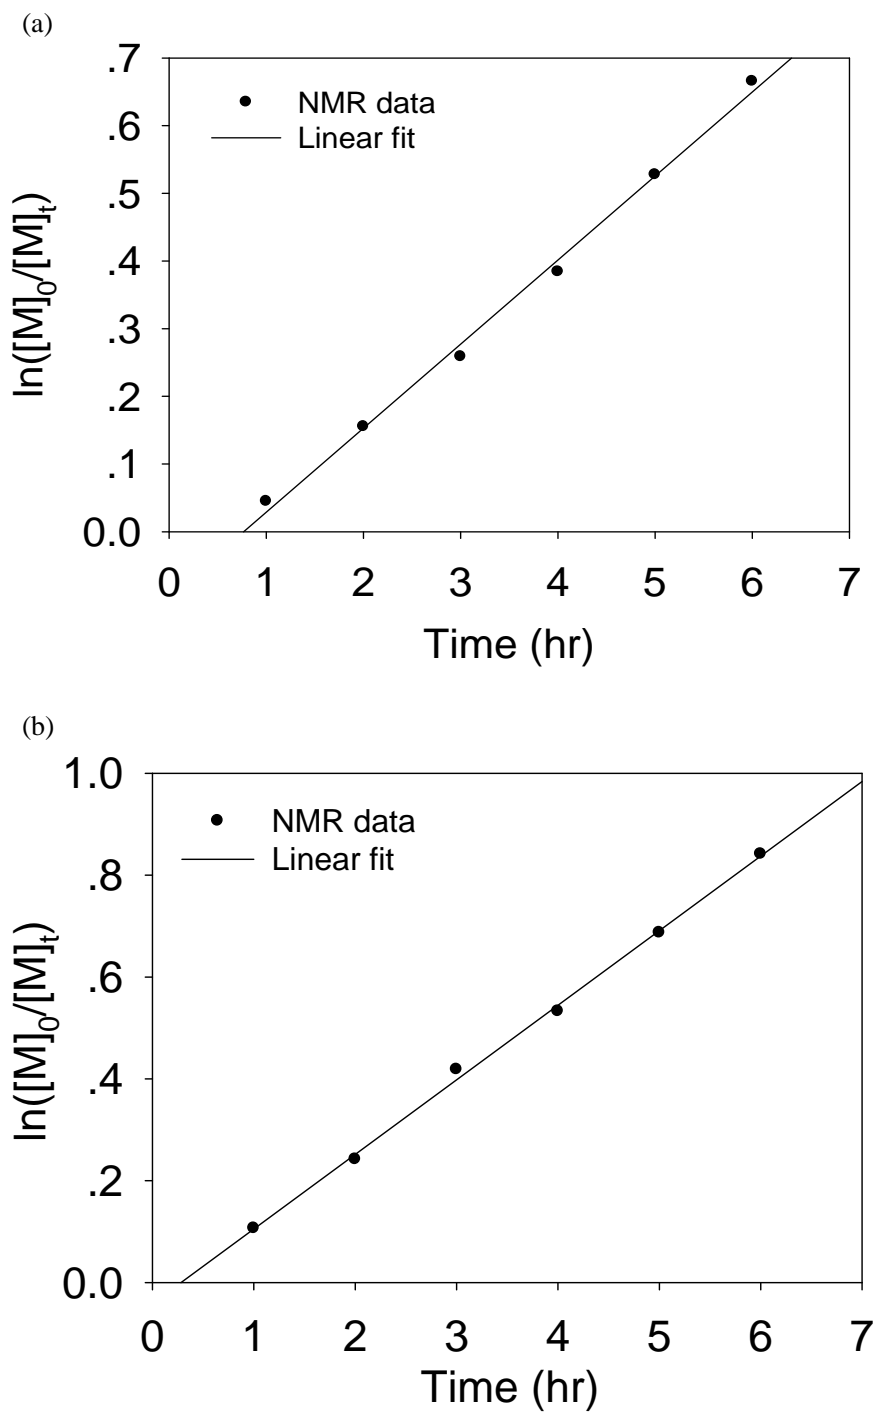 (a)
.7
.6
.5
.4
.3
.2
.1
0.0
NMR data
Linear fit
ln([M]0/[M]t)
0 1 2 3 4 5 6 7
Time (hr)
(b)
1.0
.8
.6
.4
.2
0.0
NMR data
Linear fit
ln([M]0/[M]t)
0 1 2 3 4 5 6 7
Time (hr)